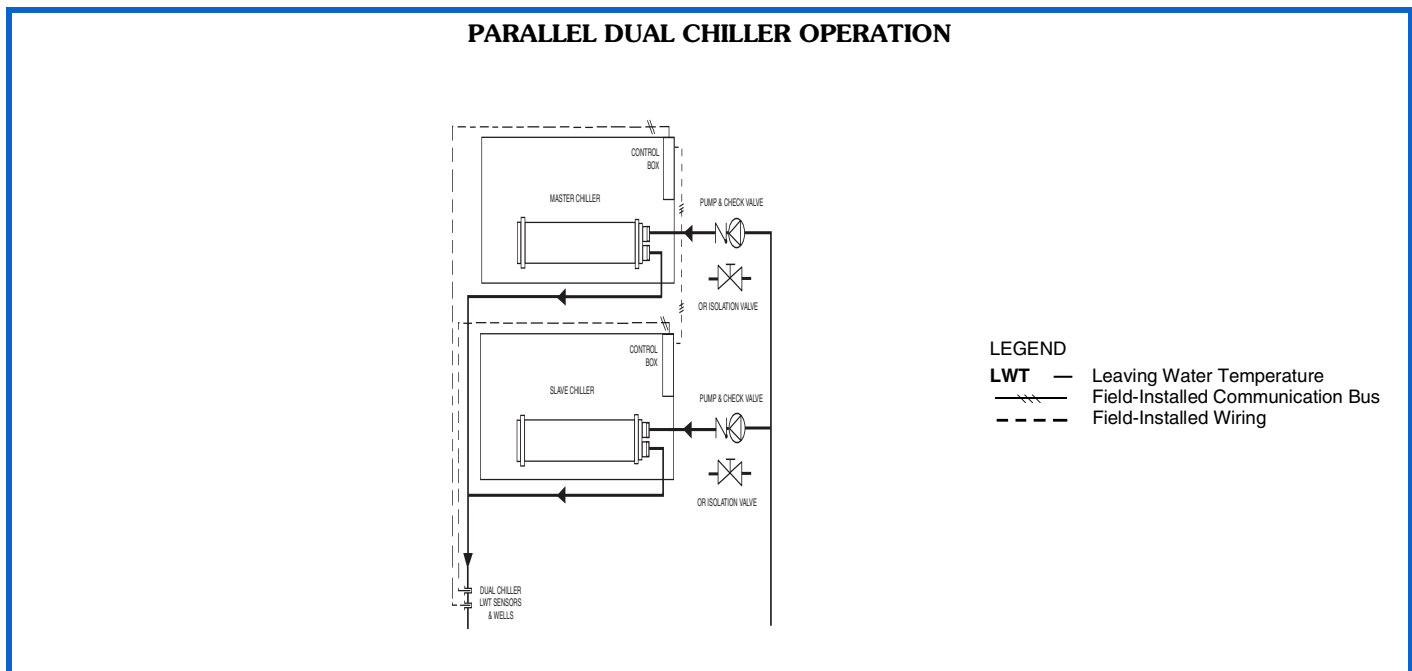 PARALLEL DUAL CHILLER OPERATION
CONTROL
BOX
MASTER CHILLER
PUMP & CHECK VALVE
OR ISOLATION VALVE
CONTROL
BOX
SLAVE CHILLER
PUMP & CHECK VALVE
OR ISOLATION VALVE
DUAL CHILLER
LWT SENSORS
& WELLS
LEGEND
LWT — Leaving Water Temperature
Field-Installed Communication Bus
Field-Installed Wiring